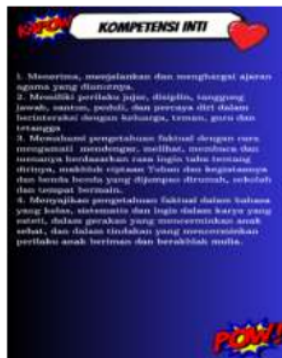 KAPOW
KOMPETENSI INTI
1. Menerima, menjalankan dan menghargai ajaran
agama yang dianutnya.
2. Memiliki perilaku jujur, disiplin, tanggung
jawab, santun, peduli, dan percaya diri dalam
berinteraksi dengan keluarga, teman, guru dan
tetangga
3. Memahami pengetahuan faktual dengan cara
mengamati mendengar, melihat, membaca dan
menanya berdasarkan rasa ingin tahu tentang
dirinya, makhluk ciptaan Tuhan dan kegiatannya
dan benda benda yang dijumpao dirumah, sekolah
dan tempat bermain.
4. Menyajikan pengetahuan faktual dalam bahasa
yang kelas, sistematis dan logis dalam karya yang
esteti, dalam gerakan yang mencerminkan anak
sehat, dan dalam tindakan yang mencerminkan
perilaku anak beriman dan berakhlak mulia.
POW!